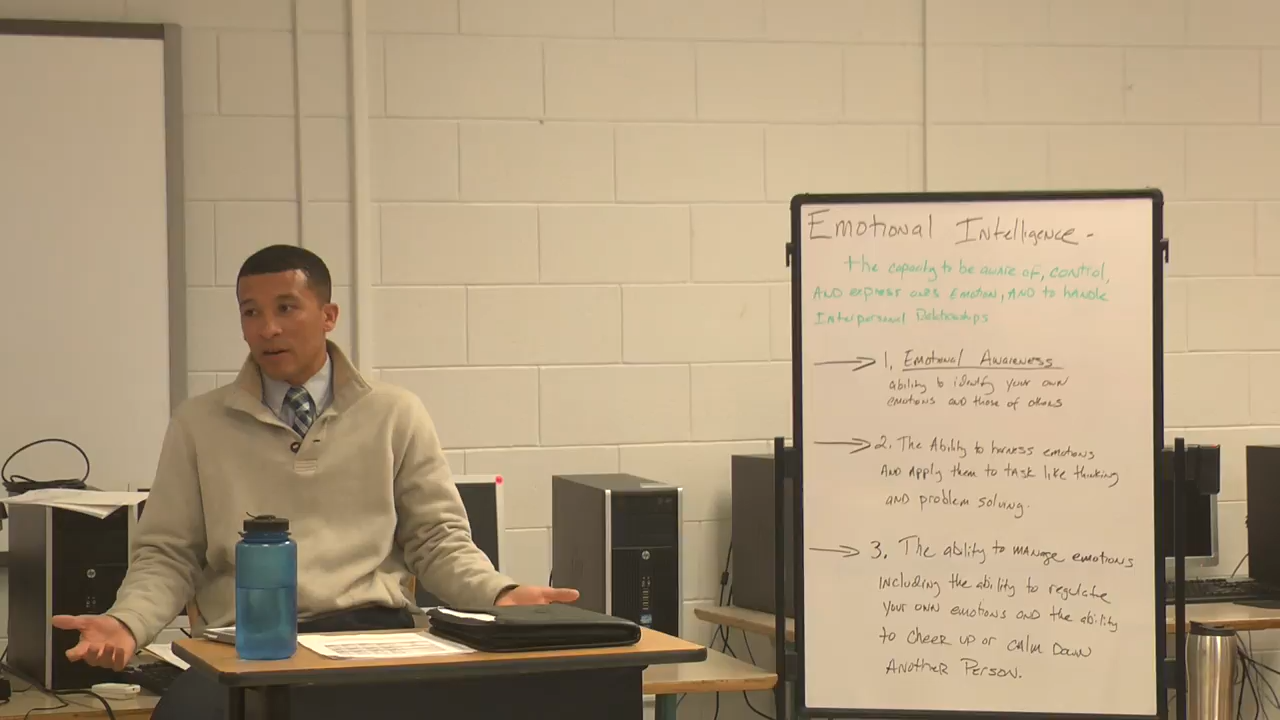 Emotional Intelligence -
the capacity to be aware of, control,
AND express ones Emotion, AND to handle
Interpersonal Relationships
1. Emotional Awareness
ability to identify your own
emotions AND those of others
2. The Ability to harness emotions
AND Apply them to task like thinking
AND problem solving.
3. The ability to manage emotions
including the ability to regulate
your own emotions and the ability
to cheer up or calm down
Another Person.
hp
hp